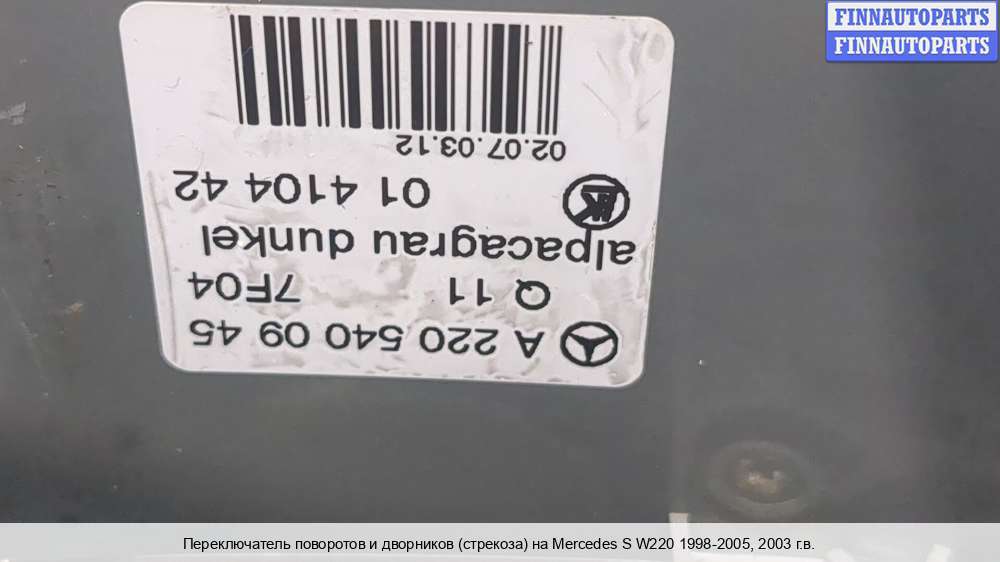 FINNAUTOPARTS
FINNAUTOPARTS
A 220 540 09 45
Q 11 7F04
alpacagrau dunkel
01 4104 42
02.07.03.12
Переключатель поворотов и дворников (стрекоза) на Mercedes S W220 1998-2005, 2003 г.в.